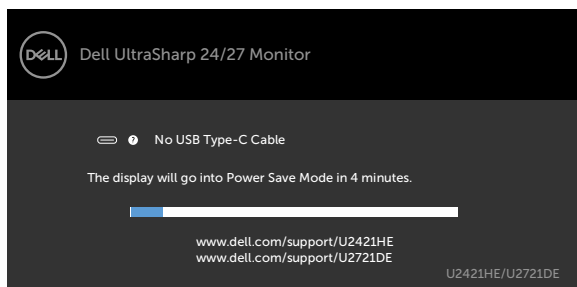 DELL
Dell UltraSharp 24/27 Monitor
? No USB Type-C Cable
The display will go into Power Save Mode in 4 minutes.
www.dell.com/support/U2421HE
www.dell.com/support/U2721DE
U2421HE/U2721DE